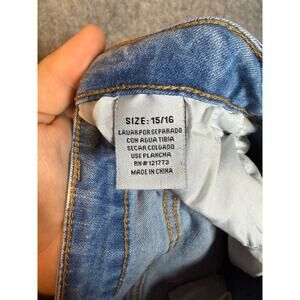 SIZE: 15/16
LAVAR POR SEPARADO
CON AGUA TIBIA
SECAR COLGADO
USE PLANCHA
RN# 121773
MADE IN CHINA